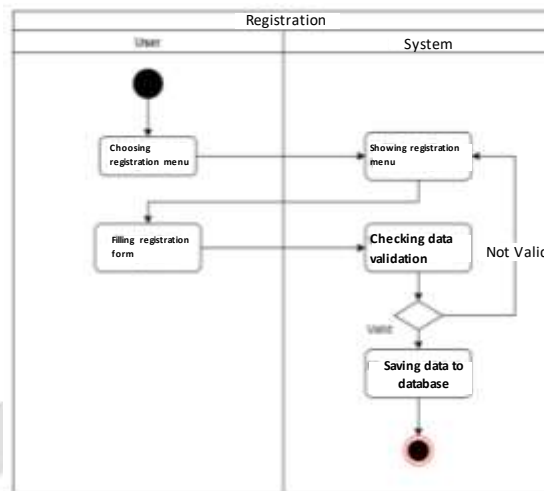 Registration
User
System
Choosing
registration menu
Showing registration
menu
Filling registration
form
Checking data
validation
Not Valid
Valid
Saving data to
database